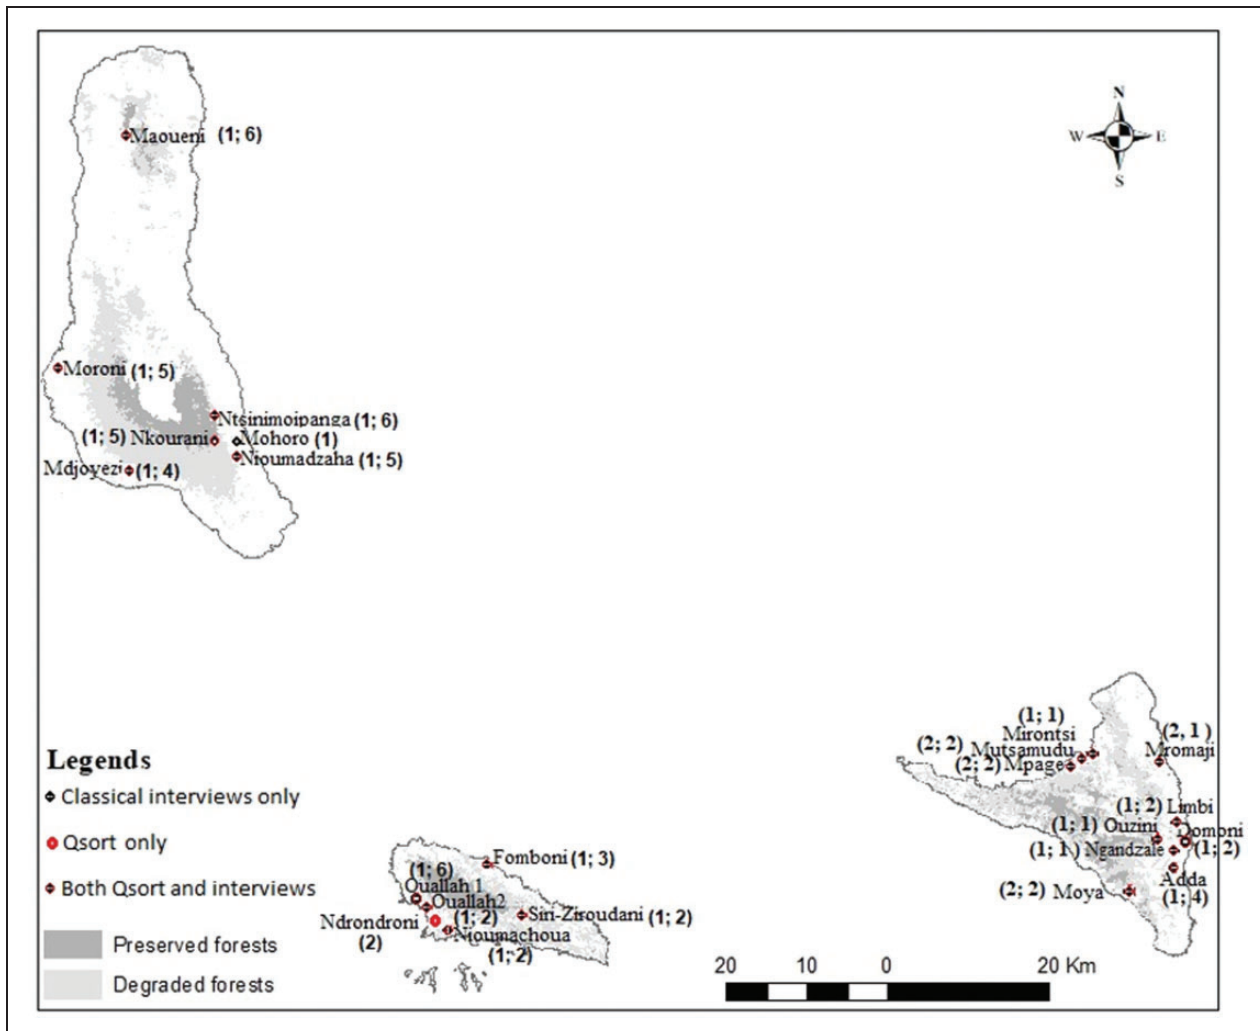 N
W E
S
Maoueni (1; 6)
Moroni (1; 5)
Ntsinimoipanga (1; 6)
(1; 5) Nkourani
Mohoro (1)
Nioumadzaha (1; 5)
Mdjoyezi (1; 4)
(1; 1)
Mirontsi
(2; 2) Mutsamudu
(2; 2) Mpage
(2, 1 )
Mromaji
(1; 2) Limbi
(1; 1) Ouzini
Domoni
(1; 1 ) Ngandzale
(1; 2)
Adda
(1; 4)
(2; 2) Moya
Fomboni (1; 3)
(1; 6)
Ouallah 1
Ouallah2
(1; 2)
Siri-Ziroudani (1; 2)
Ndrondroni
(2)
Nioumachoua
(1; 2)
Legends
Classical interviews only
Qsort only
Both Qsort and interviews
Preserved forests
Degraded forests
20 10 0 20 Km